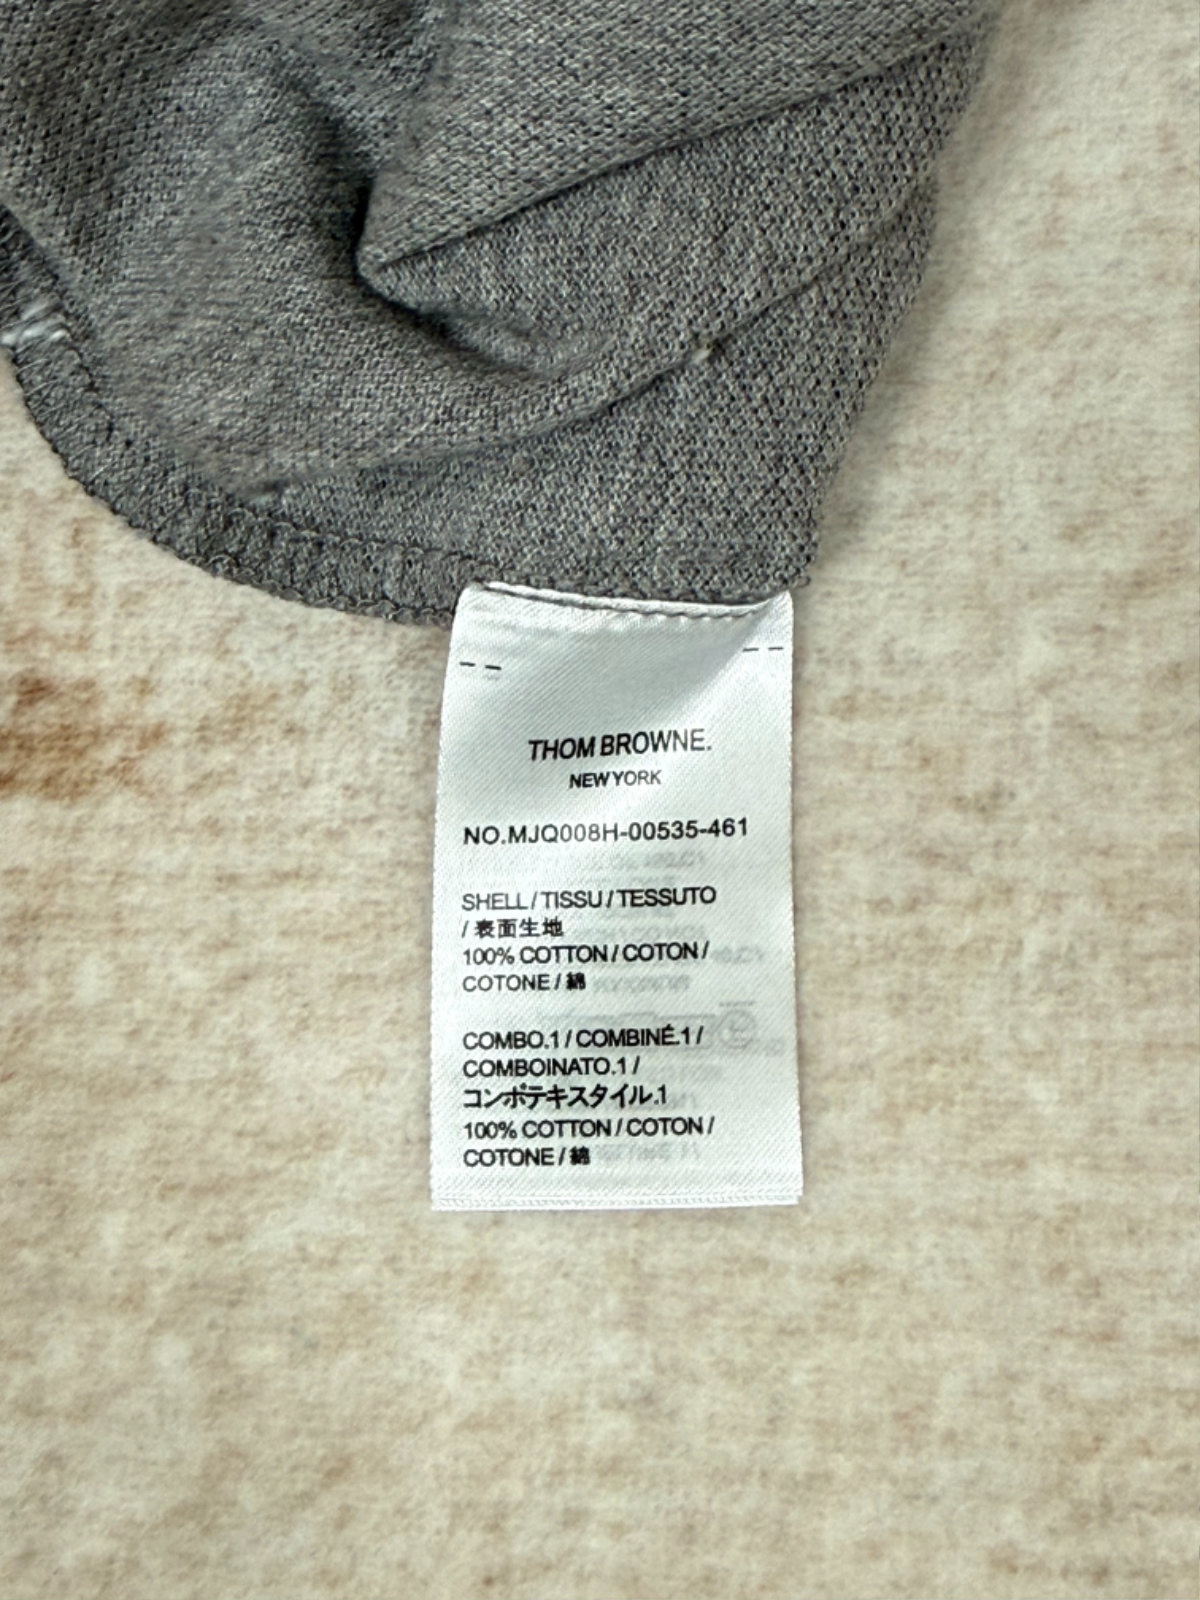 THOM BROWNE.
NEW YORK
NO.MJQ008H-00535-461
SHELL / TISSU / TESSUTO
/ 表面生地
100% COTTON / COTON /
COTONE / 綿
COMBO.1 / COMBINÉ.1 /
COMBOINATO.1 /
コンポテキスタイル.1
100% COTTON / COTON /
COTONE / 綿